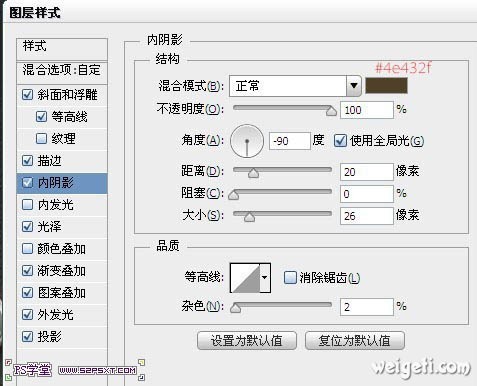 图层样式
样式
混合选项:自定
斜面和浮雕
等高线
纹理
描边
内阴影
内发光
光泽
颜色叠加
渐变叠加
图案叠加
外发光
投影
内阴影
结构
#4e432f
混合模式(B): 正常
不透明度(O): 100 %
角度(A): -90 度 使用全局光(G)
距离(D): 20 像素
阻塞(C): 0 %
大小(S): 26 像素
品质
等高线: 消除锯齿(L)
杂色(N): 2 %
设置为默认值 复位为默认值
PS学堂 www.52psxt.com
weigeti.com